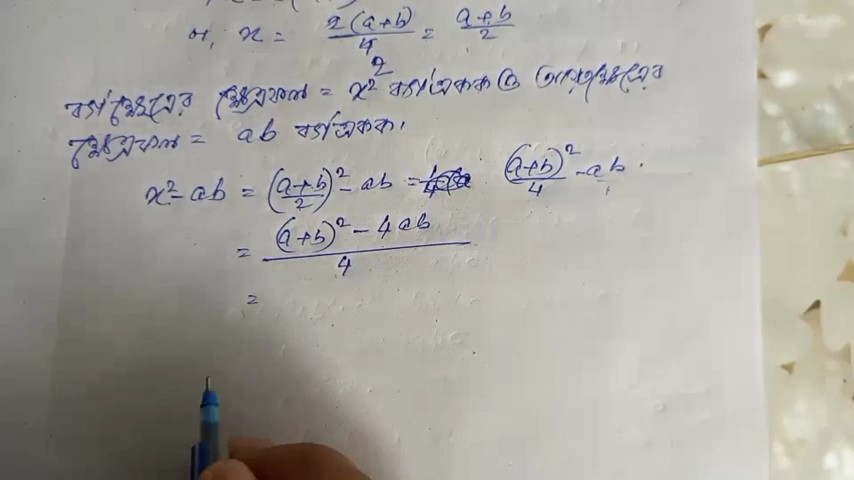 বা, x = 2(a+b)/4 = a+b/2
বর্গক্ষেত্রের ক্ষেত্রফল = x² বর্গএকক ও আয়তক্ষেত্রের
ক্ষেত্রফল = ab বর্গএকক।
x² - ab = (a+b/2)² - ab = (a+b)²/4 - ab .
= (a+b)² - 4ab/4
=